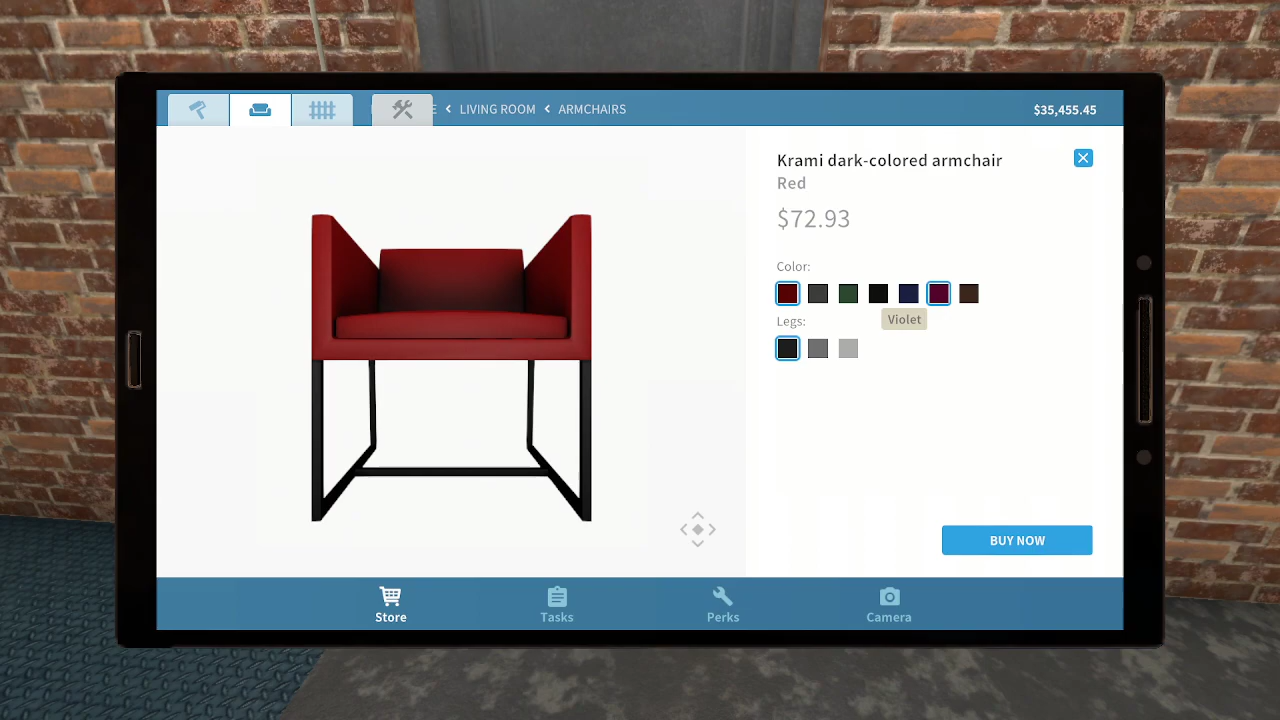 E < LIVING ROOM < ARMCHAIRS
$35,455.45
Krami dark-colored armchair
Red
$72.93
Color:
Violet
Legs:
BUY NOW
Store
Tasks
Perks
Camera